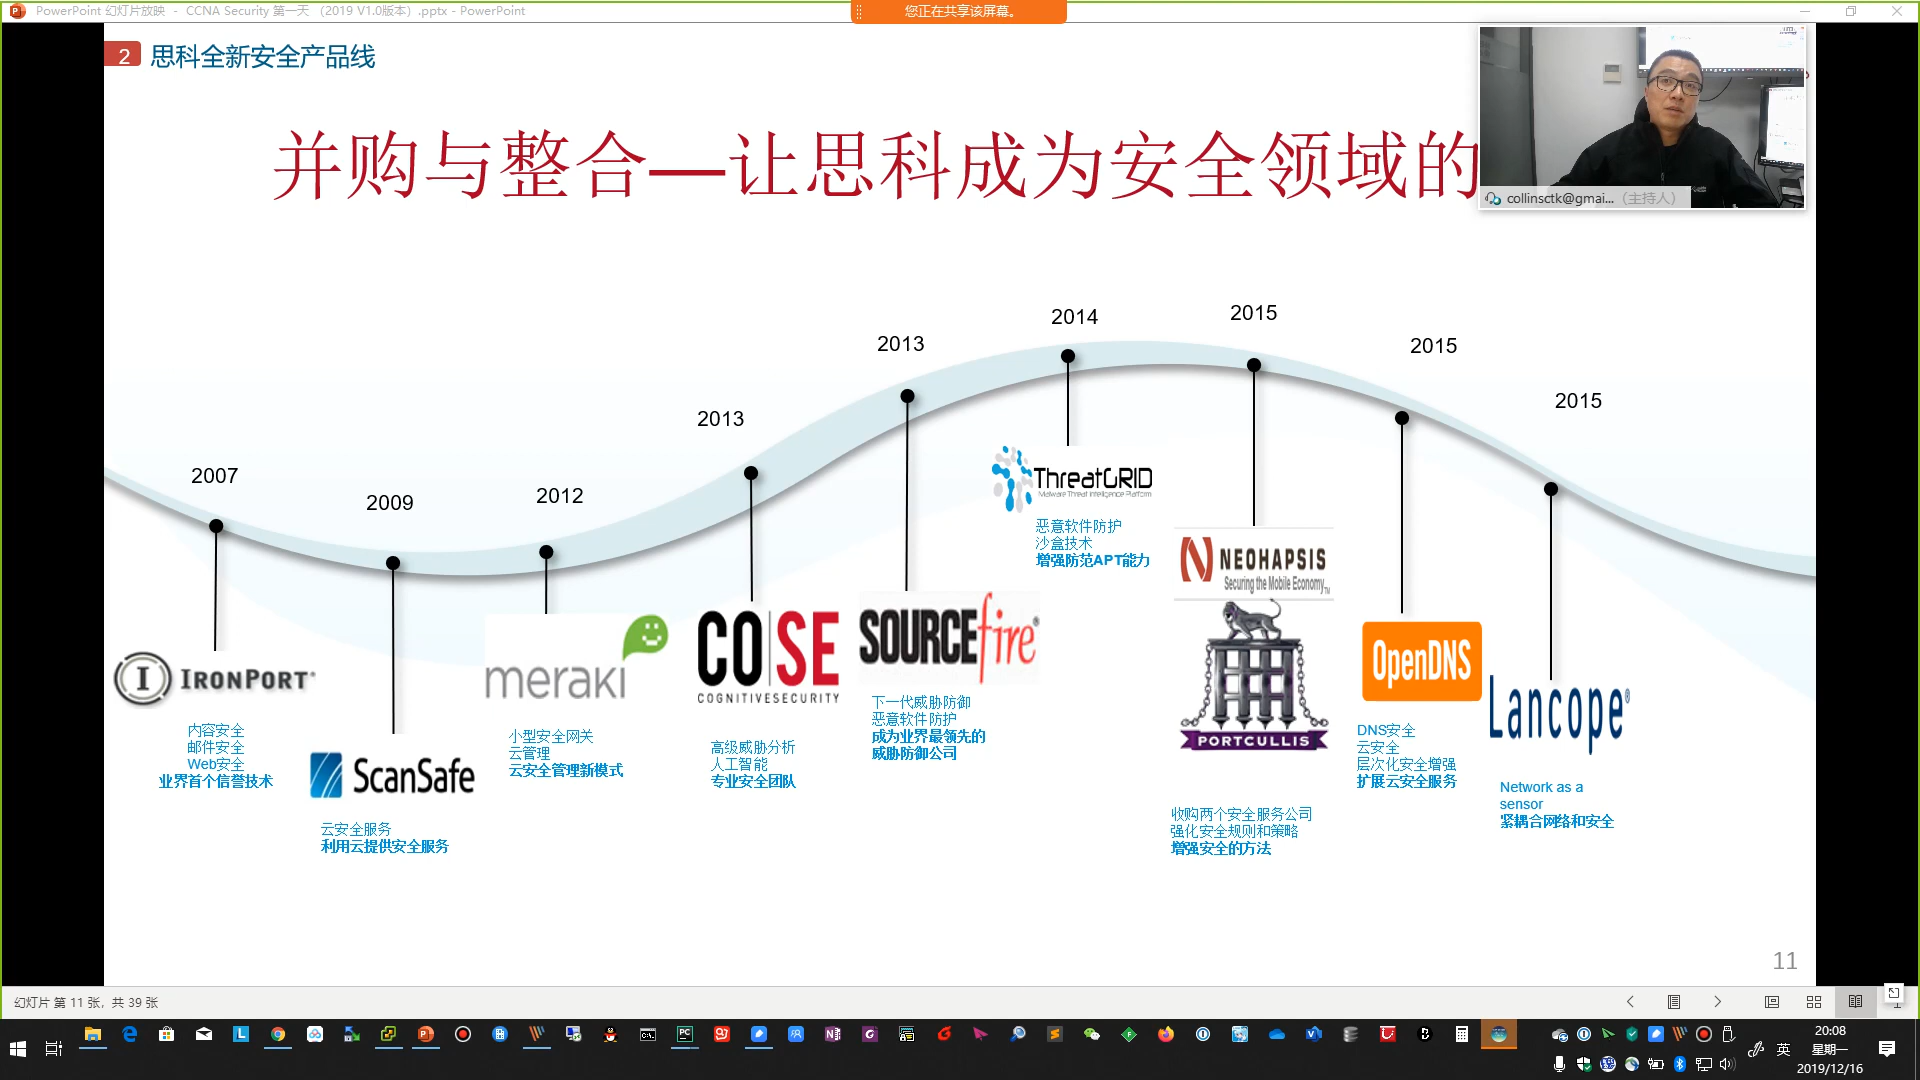 PowerPoint 幻灯片放映 - CCNA Security 第一天 （2019 V1.0版本）.pptx - PowerPoint
您正在共享该屏幕。
2 思科全新安全产品线
并购与整合—让思科成为安全领域的
collinsctk@gmai... （主持人）
2007
2009
2012
2013
2013
2014
2015
2015
2015
IRONPORT
内容安全
邮件安全
Web安全
业界首个信誉技术
ScanSafe
云安全服务
利用云提供安全服务
meraki
小型安全网关
云管理
云安全管理新模式
CO|SE
COGNITIVESECURITY
高级威胁分析
人工智能
专业安全团队
SOURCEfire®
下一代威胁防御
恶意软件防护
成为业界最领先的
威胁防御公司
ThreatGRID
Malware Threat Intelligence Platform
恶意软件防护
沙盒技术
增强防范APT能力
NEOHAPSIS
Securing the Mobile Economy™
PORTCULLIS
收购两个安全服务公司
强化安全规则和策略
增强安全的方法
OpenDNS
DNS安全
云安全
层次化安全增强
扩展云安全服务
Lancope®
Network as a
sensor
紧耦合网络和安全
11
幻灯片 第 11 张，共 39 张
英
20:08
星期一
2019/12/16